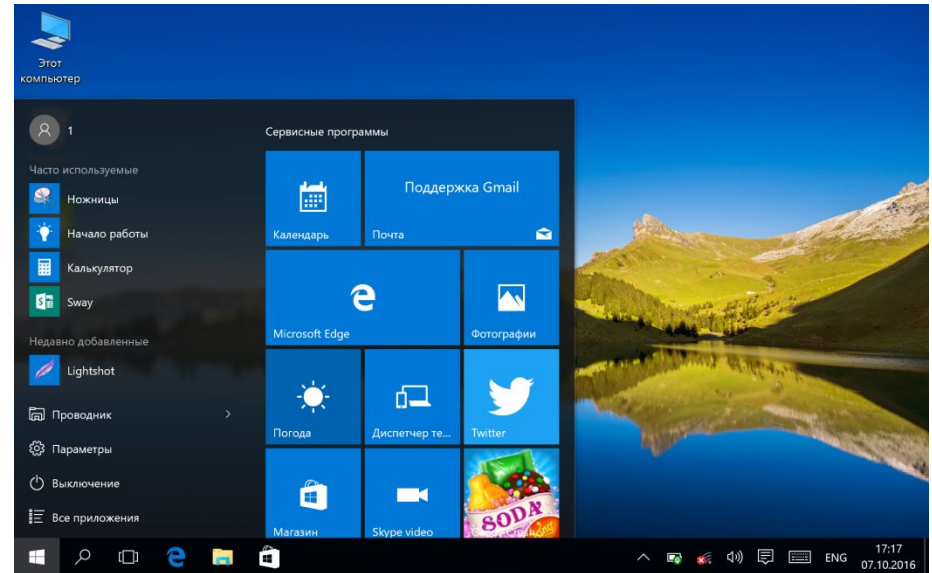 Этот
компьютер
1
Сервисные программы
Часто используемые
Ножницы
Начало работы
Калькулятор
Sway
Недавно добавленные
Lightshot
Проводник
Параметры
Выключение
Все приложения
Календарь
Поддержка Gmail
Почта
Microsoft Edge
Фотографии
Погода
Диспетчер те...
Twitter
Магазин
Skype video
SODA
ENG
17:17
07.10.2016